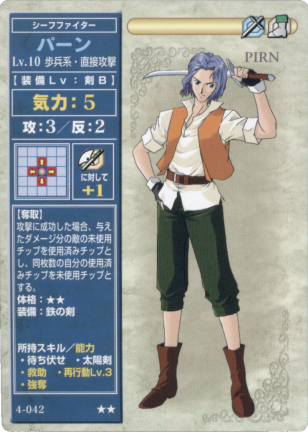 シーフファイター
パーン
Lv.10 歩兵系・直接攻撃
【装備Lv：剣B】
気力：5
攻：3／反：2
に対して
+1
【奪取】
攻撃に成功した場合、与え
たダメージ分の敵の未使用
チップを使用済みチップと
し、同枚数の自分の使用済
みチップを未使用にする。
体格：★★
装備：鉄の剣
所持スキル／能力
・待ち伏せ ・太陽剣
・救助 ・再行動Lv.3
・強奪
4-042 ★★
PIRN